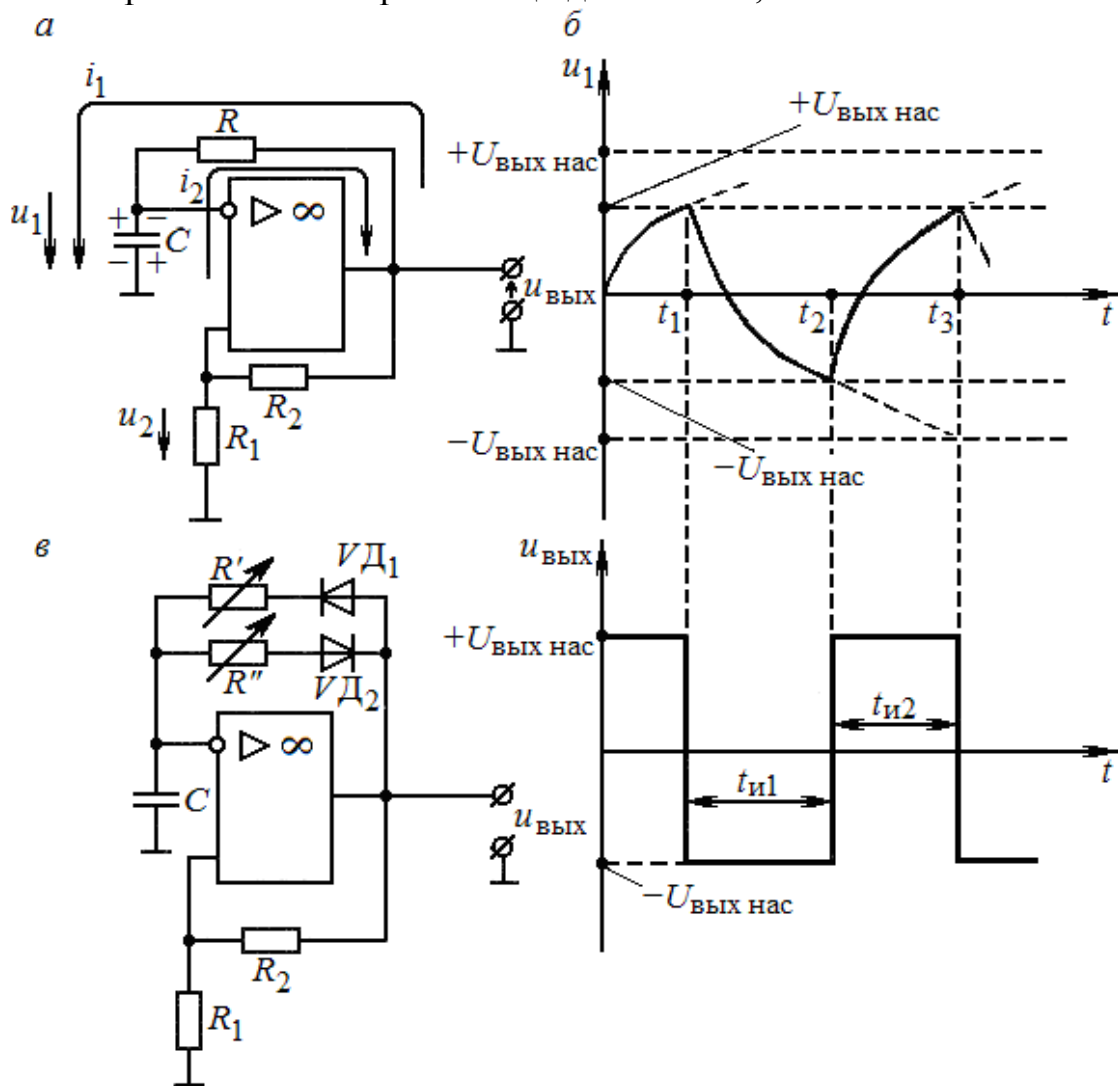 а
i₁
R
i₂
▷ ∞
u₁
+ −
C
− +
uвых
R₂
u₂
R₁
б
u₁
+Uвых нас
+Uвых нас
t₁
t₂
t₃
t
−Uвых нас
−Uвых нас
в
R′
VД₁
R″
VД₂
▷ ∞
C
uвых
R₂
R₁
uвых
+Uвых нас
tи2
tи1
t
−Uвых нас